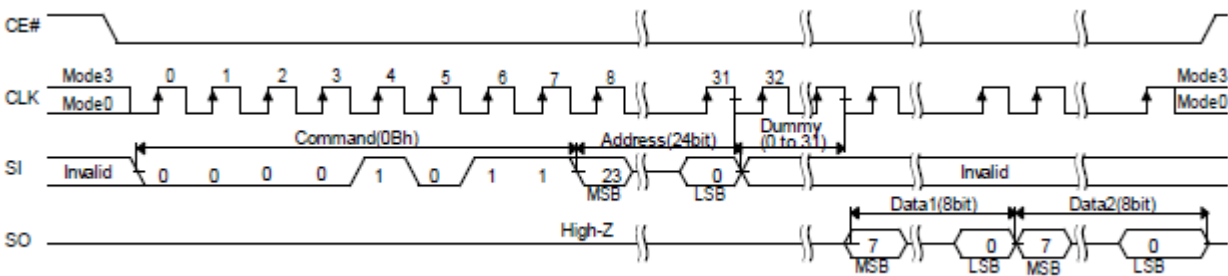 CE#
Mode3 0 1 2 3 4 5 6 7 8 31 32 Mode3
CLK
Mode0 Mode0
Command(0Bh) Address(24bit) Dummy
(0 to 31)
SI Invalid 0 0 0 0 1 0 1 1 23 0 Invalid
MSB LSB
Data1(8bit) Data2(8bit)
High-Z
SO 7 0 7 0
MSB LSB MSB LSB